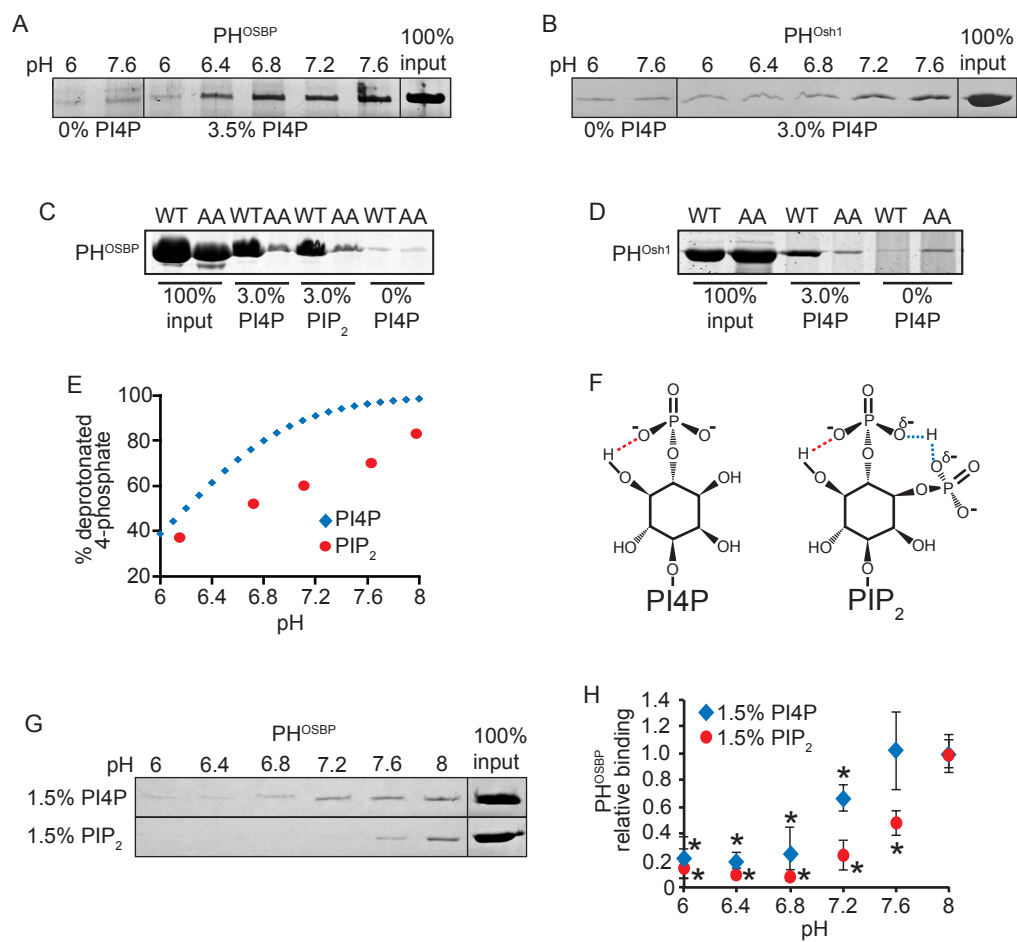 A
PH^OSBP
100%
input
pH 6 7.6 6.4 6.8 7.2 7.6
6
0% PI4P 3.5% PI4P
B
PH^Osh1
100%
input
pH 6 7.6 6 6.4 6.8 7.2 7.6
0% PI4P 3.0% PI4P
C
WT AA WT AA WT AA WT AA
PH^OSBP
100% 3.0% 3.0% 0%
input PI4P PIP₂ PI4P
D
WT AA WT AA WT AA
PH^Osh1
100% 3.0% 0%
input PI4P PI4P
E
% deprotonated
4-phosphate
100
80
60
40
20
PI4P
PIP₂
6 6.4 6.8 7.2 7.6 8
pH
F
O
P
O⁻ O⁻
H O
O OH
HO OH
O
PI4P
O
P δ-
O⁻ O H
H O δ-
O O O
O P
O⁻
HO OH
O
PIP₂
G
PH^OSBP
100%
input
pH 6 6.4 6.8 7.2 7.6 8
1.5% PI4P
1.5% PIP₂
H
PH^OSBP
relative binding
1.4
1.2
1.0
0.8
0.6
0.4
0.2
0
1.5% PI4P
1.5% PIP₂
* * * *
* * * * *
6 6.4 6.8 7.2 7.6 8
pH